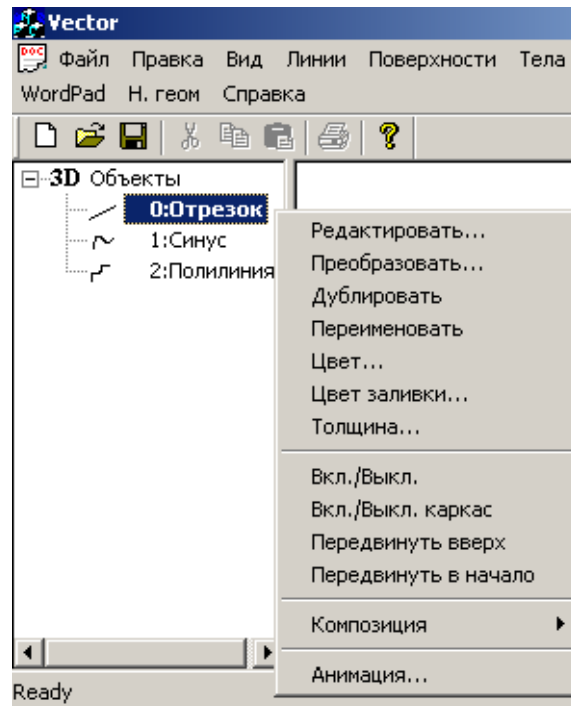 Vector
DOC Файл Правка Вид Линии Поверхности Тела
WordPad Н. геом Справка
3D Объекты
0:Отрезок
1:Синус
2:Полилиния
Редактировать...
Преобразовать...
Дублировать
Переименовать
Цвет...
Цвет заливки...
Толщина...
Вкл./Выкл.
Вкл./Выкл. каркас
Передвинуть вверх
Передвинуть в начало
Композиция
Анимация...
Ready